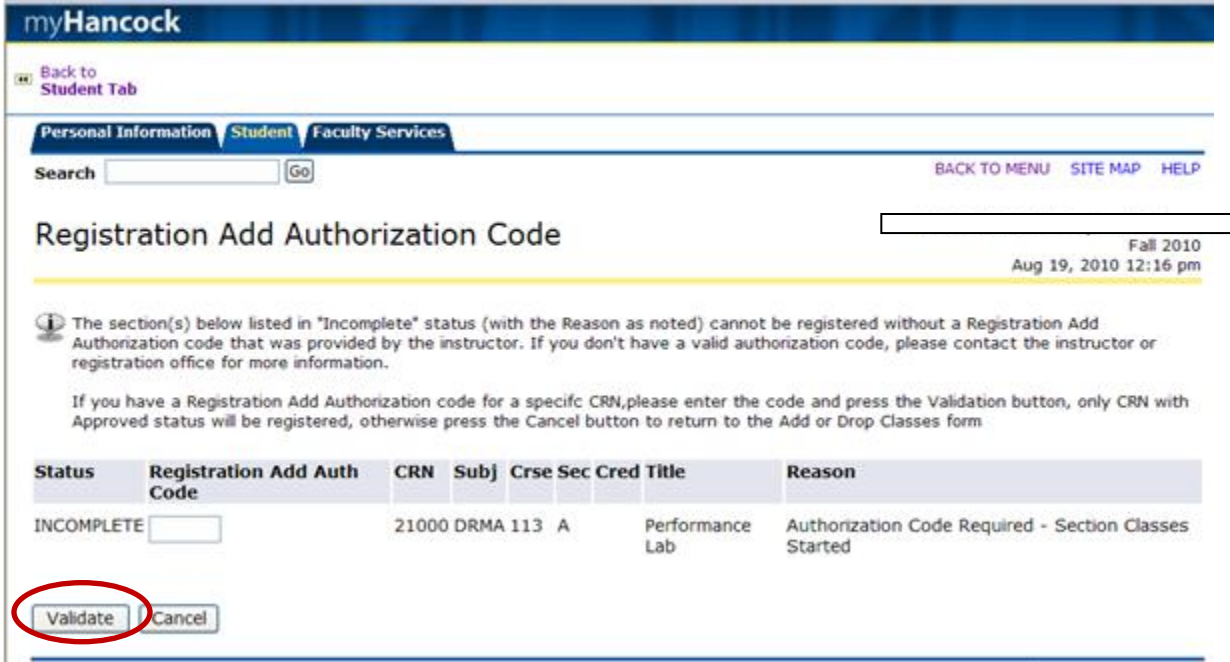 myHancock
Back to
Student Tab
Personal Information Student Faculty Services
Search Go BACK TO MENU SITE MAP HELP
Registration Add Authorization Code
Fall 2010
Aug 19, 2010 12:16 pm
The section(s) below listed in "Incomplete" status (with the Reason as noted) cannot be registered without a Registration Add
Authorization code that was provided by the instructor. If you don't have a valid authorization code, please contact the instructor or
registration office for more information.
If you have a Registration Add Authorization code for a specifc CRN,please enter the code and press the Validation button, only CRN with
Approved status will be registered, otherwise press the Cancel button to return to the Add or Drop Classes form
Status Registration Add Auth CRN Subj Crse Sec Cred Title Reason
Code
INCOMPLETE 21000 DRMA 113 A Performance Authorization Code Required - Section Classes
Lab Started
Validate Cancel